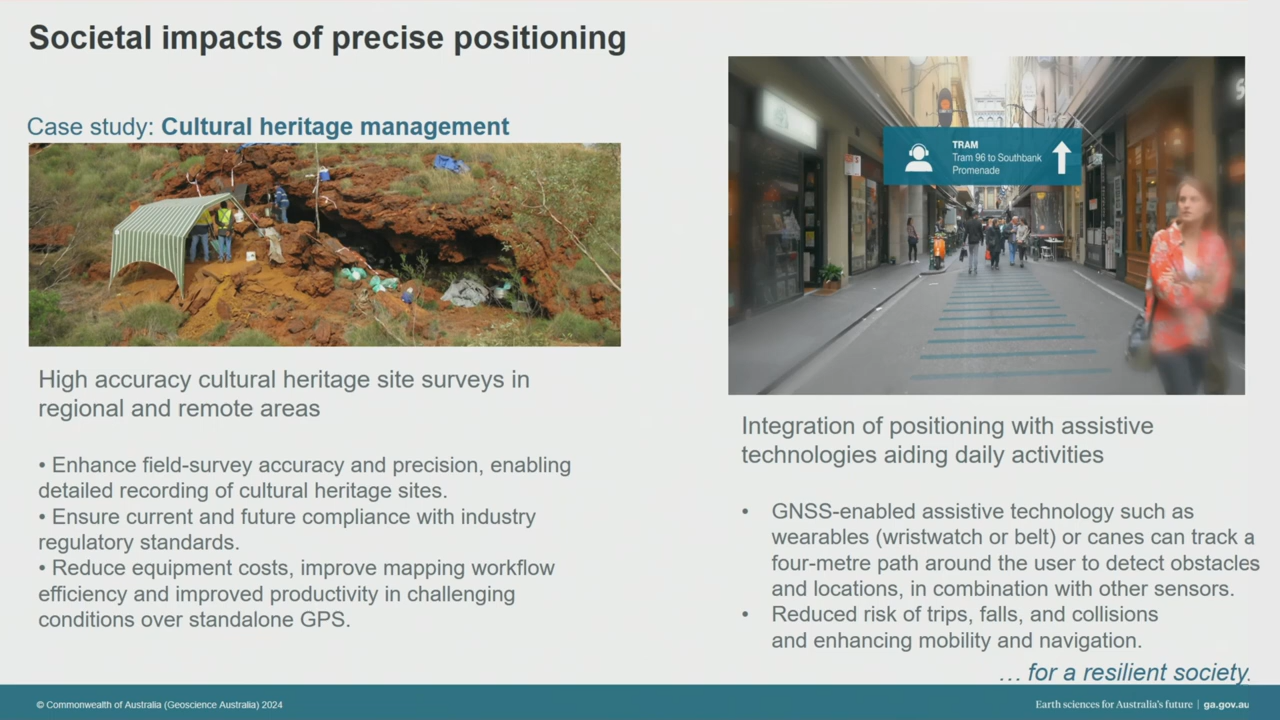 Societal impacts of precise positioning
Case study: Cultural heritage management
High accuracy cultural heritage site surveys in
regional and remote areas
• Enhance field-survey accuracy and precision, enabling
detailed recording of cultural heritage sites.
• Ensure current and future compliance with industry
regulatory standards.
• Reduce equipment costs, improve mapping workflow
efficiency and improved productivity in challenging
conditions over standalone GPS.
TRAM
Tram 96 to Southbank
Promenade
Integration of positioning with assistive
technologies aiding daily activities
• GNSS-enabled assistive technology such as
wearables (wristwatch or belt) or canes can track a
four-metre path around the user to detect obstacles
and locations, in combination with other sensors.
• Reduced risk of trips, falls, and collisions
and enhancing mobility and navigation.
… for a resilient society.
© Commonwealth of Australia (Geoscience Australia) 2024
Earth sciences for Australia's future | ga.gov.au